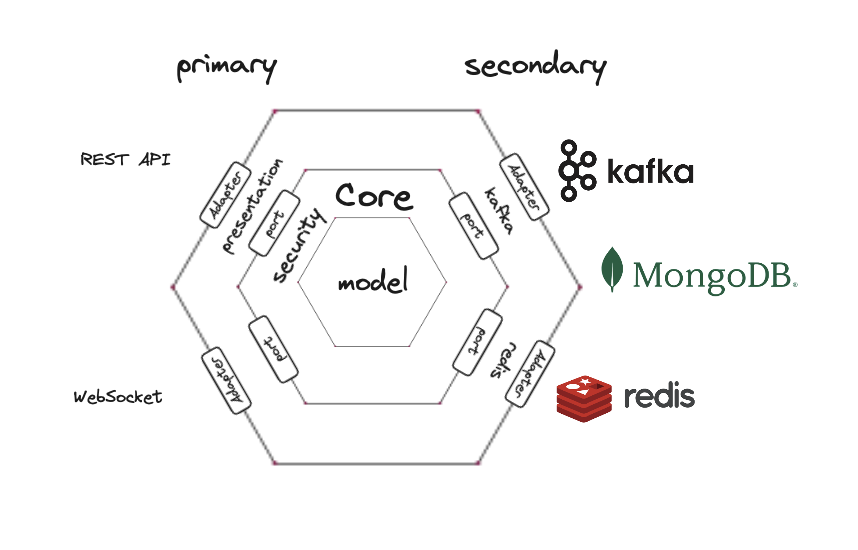 primary
secondary
REST API
Adapter
presentation
port
security
Core
port
kafka
Adapter
kafka
model
MongoDB®
WebSocket
Adapter
port
port
redis
Adapter
redis